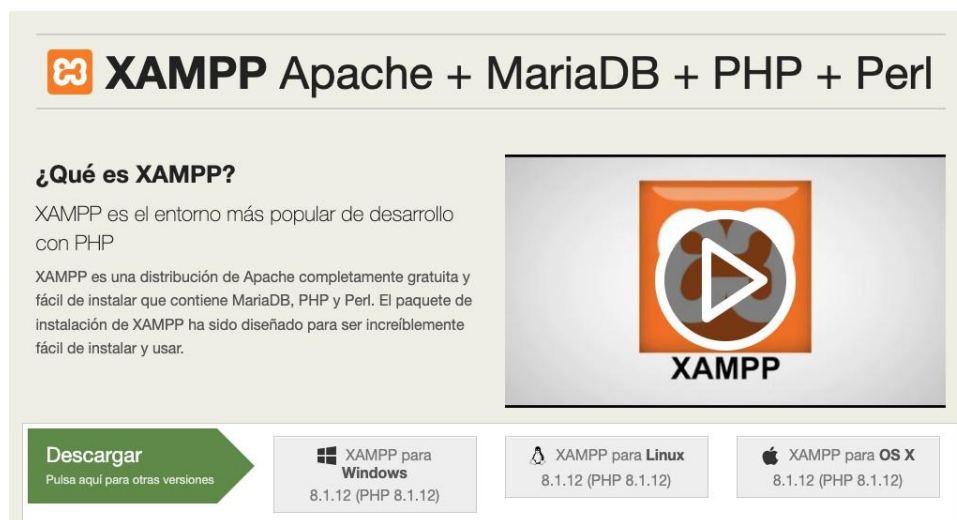 XAMPP Apache + MariaDB + PHP + Perl
¿Qué es XAMPP?
XAMPP es el entorno más popular de desarrollo
con PHP
XAMPP es una distribución de Apache completamente gratuita y
fácil de instalar que contiene MariaDB, PHP y Perl. El paquete de
instalación de XAMPP ha sido diseñado para ser increíblemente
fácil de instalar y usar.
XAMPP
Descargar
Pulsa aquí para otras versiones
XAMPP para
Windows
8.1.12 (PHP 8.1.12)
XAMPP para Linux
8.1.12 (PHP 8.1.12)
XAMPP para OS X
8.1.12 (PHP 8.1.12)